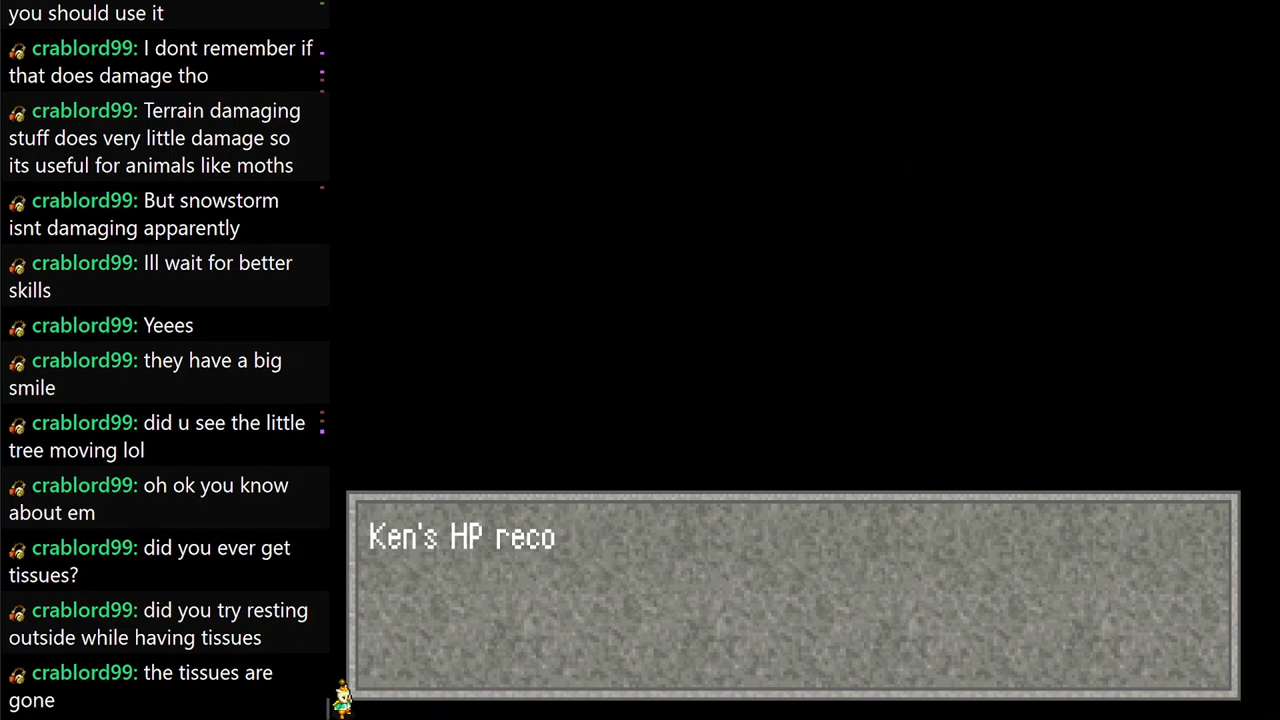 you should use it
crablord99: I dont remember if
that does damage tho
crablord99: Terrain damaging
stuff does very little damage so
its useful for animals like moths
crablord99: But snowstorm
isnt damaging apparently
crablord99: Ill wait for better
skills
crablord99: Yeees
crablord99: they have a big
smile
crablord99: did u see the little
tree moving lol
crablord99: oh ok you know
about em
crablord99: did you ever get
tissues?
crablord99: did you try resting
outside while having tissues
crablord99: the tissues are
gone
Ken's HP reco